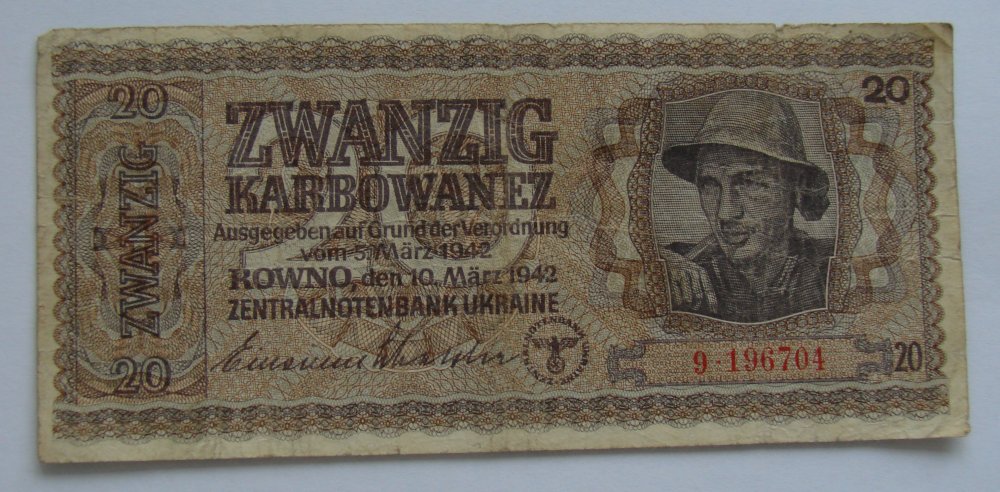 20
ZWANZIG
20
ZWANZIG
KARBOWANEZ
Ausgegeben auf Grund der Verordnung
vom 5. März 1942
ROWNO, den 10. März 1942
ZENTRALNOTENBANK UKRAINE
20
20
9·196704
20